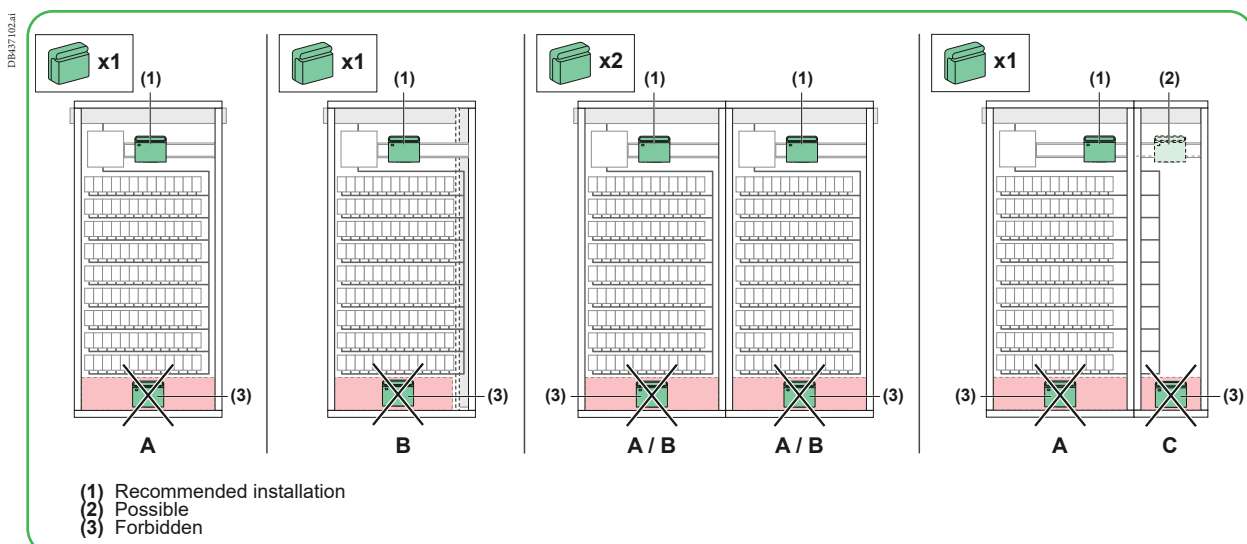 DB437102.ai
x1
(1)
(3)
A
x1
(1)
(3)
B
x2
(1)
(1)
(3)
(3)
A / B
A / B
x1
(1)
(2)
(3)
(3)
A
C
(1) Recommended installation
(2) Possible
(3) Forbidden